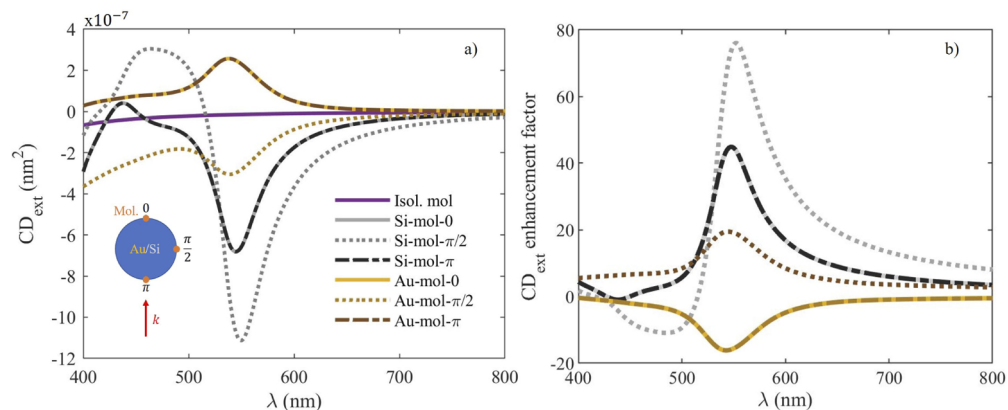 x10⁻⁷
a)
4
2
0
-2
-4
-6
-8
-10
-12
CD_ext (nm²)
400 500 600 700 800
λ (nm)
Mol. 0
Au/Si
π/2
π
k
Isol. mol
Si-mol-0
Si-mol-π/2
Si-mol-π
Au-mol-0
Au-mol-π/2
Au-mol-π
b)
80
60
40
20
0
-20
CD_ext enhancement factor
400 500 600 700 800
λ (nm)